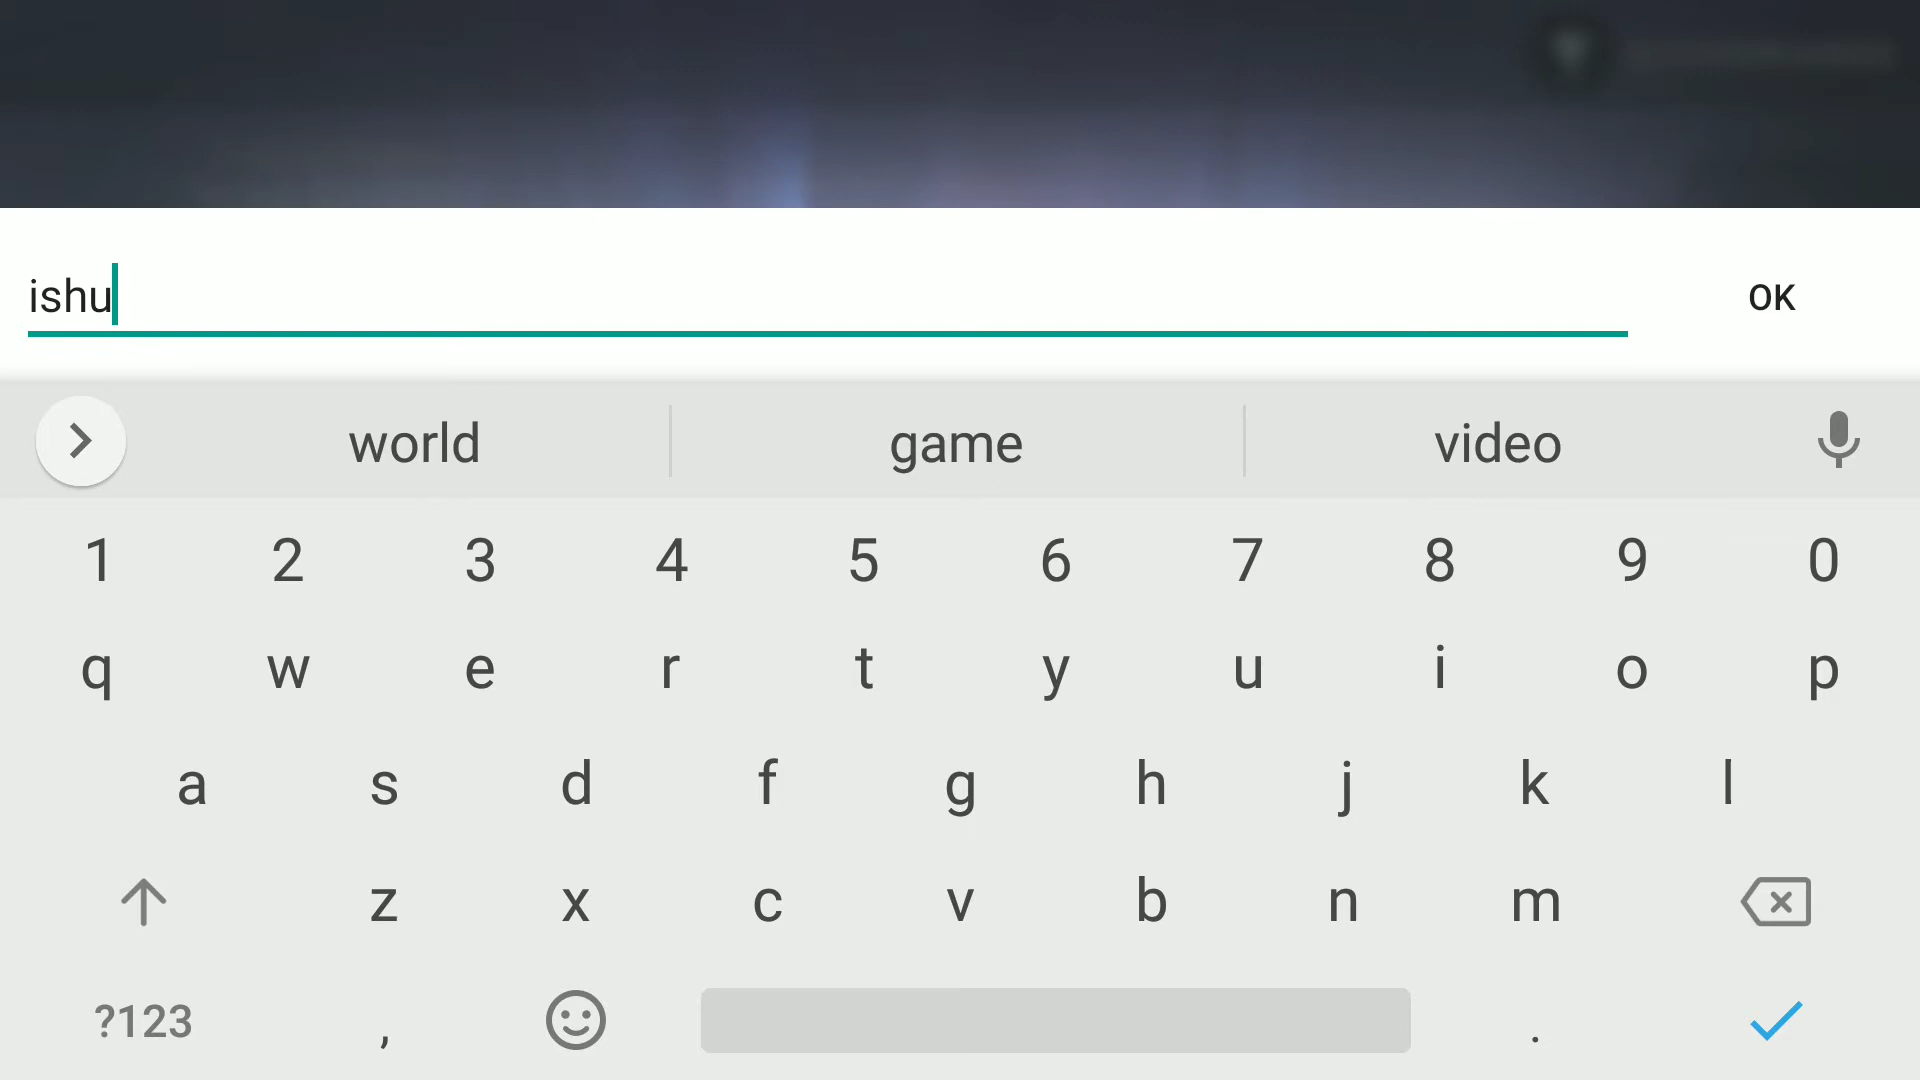 ishu
OK
world game video
1 2 3 4 5 6 7 8 9 0
q w e r t y u i o p
a s d f g h j k l
z x c v b n m
?123 , .